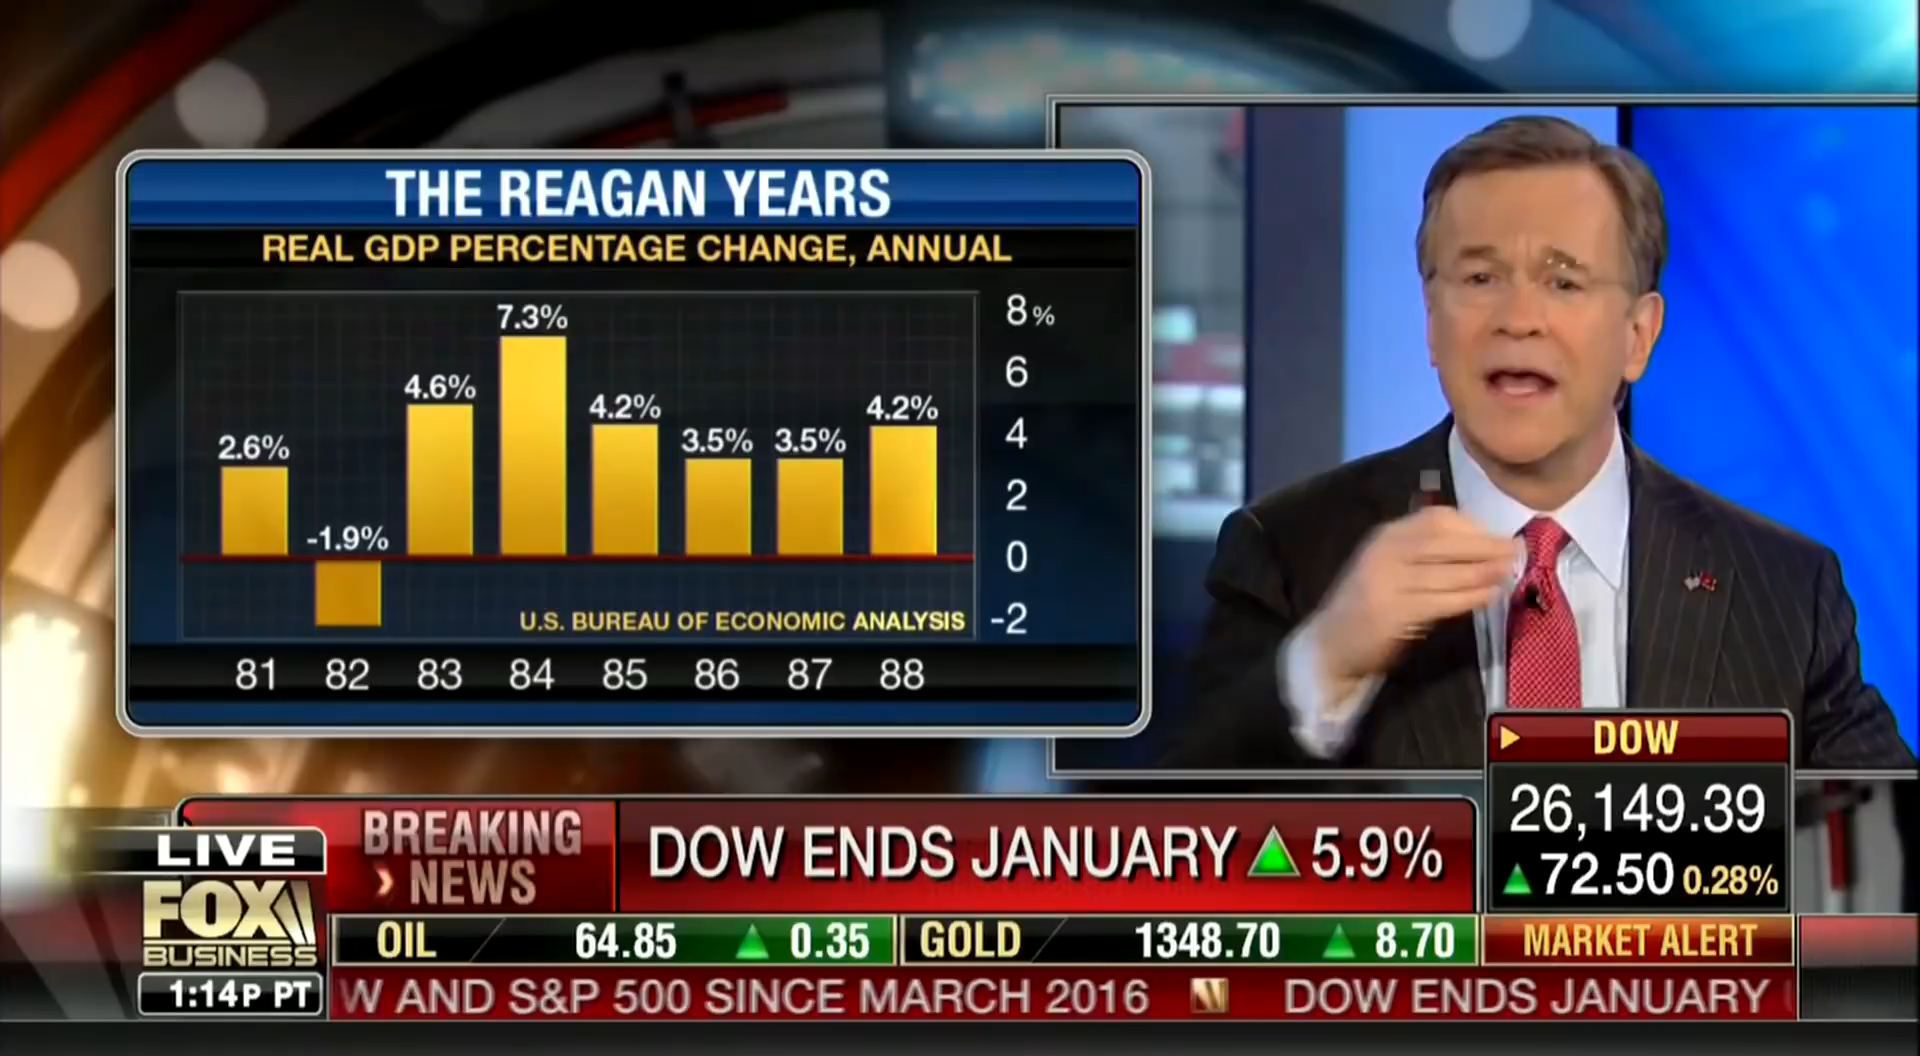 THE REAGAN YEARS
REAL GDP PERCENTAGE CHANGE, ANNUAL
2.6%
-1.9%
4.6%
7.3%
4.2%
3.5%
3.5%
4.2%
8%
6
4
2
0
-2
U.S. BUREAU OF ECONOMIC ANALYSIS
81 82 83 84 85 86 87 88
LIVE
FOX
BUSINESS
1:14P PT
BREAKING
NEWS
DOW ENDS JANUARY ▲ 5.9%
DOW
26,149.39
▲ 72.50 0.28%
OIL 64.85 ▲ 0.35
GOLD 1348.70 ▲ 8.70
MARKET ALERT
W AND S&P 500 SINCE MARCH 2016 DOW ENDS JANUARY